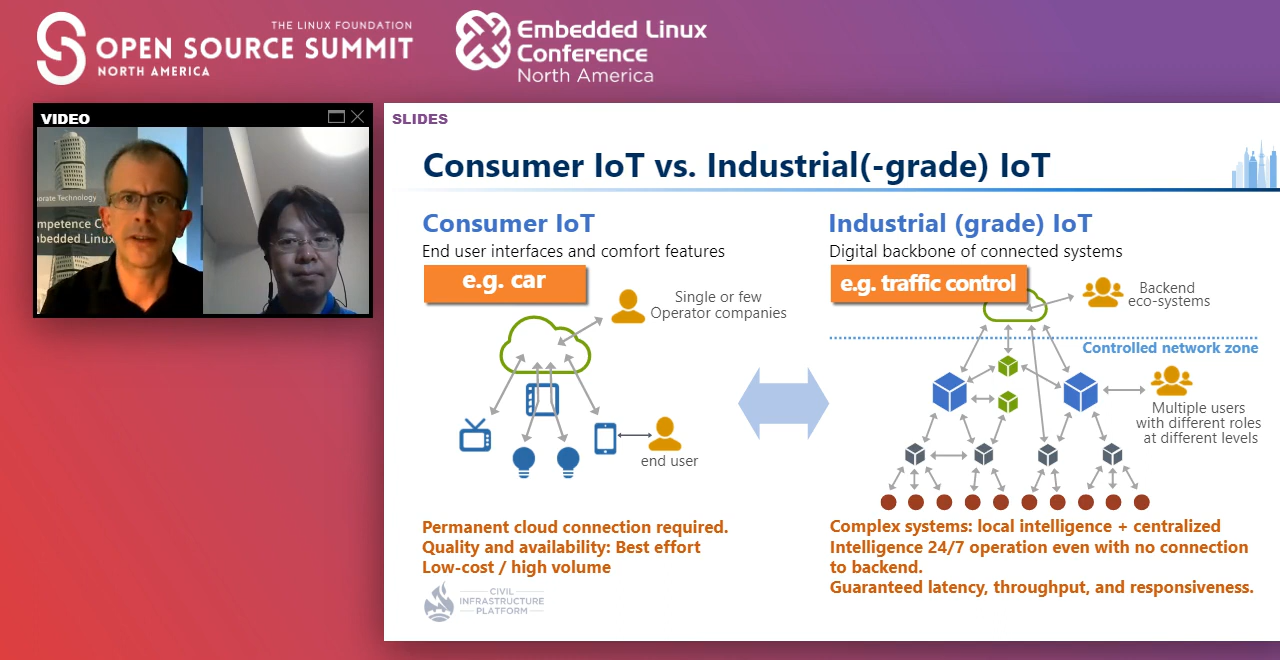 THE LINUX FOUNDATION
OPEN SOURCE SUMMIT
NORTH AMERICA
Embedded Linux
Conference
North America
VIDEO
orate Technology
mpetence C
mbedded Linux
SLIDES
Consumer IoT vs. Industrial(-grade) IoT
Consumer IoT
End user interfaces and comfort features
e.g. car
Single or few
Operator companies
end user
Permanent cloud connection required.
Quality and availability: Best effort
Low-cost / high volume
CIVIL
INFRASTRUCTURE
PLATFORM
Industrial (grade) IoT
Digital backbone of connected systems
e.g. traffic control
Backend
eco-systems
Controlled network zone
Multiple users
with different roles
at different levels
Complex systems: local intelligence + centralized
Intelligence 24/7 operation even with no connection
to backend.
Guaranteed latency, throughput, and responsiveness.